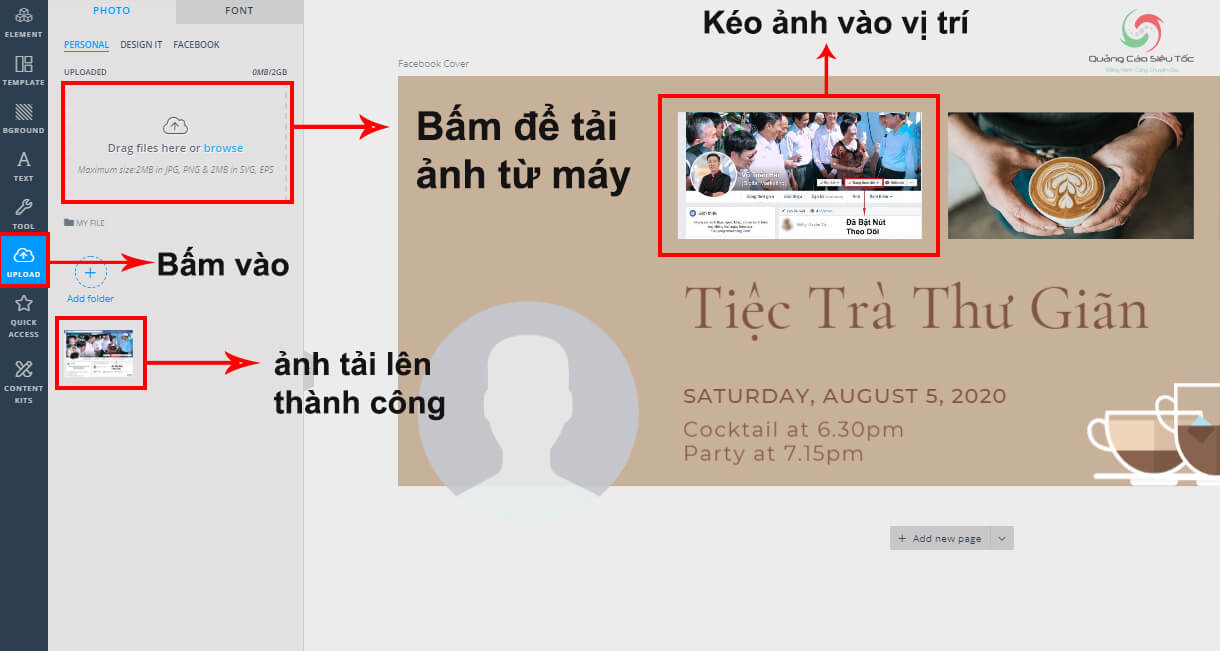 PHOTO
FONT
ELEMENT
TEMPLATE
BGROUND
TEXT
TOOL
UPLOAD
QUICK
ACCESS
CONTENT
KITS
PERSONAL DESIGN IT FACEBOOK
UPLOADED 0MB/2GB
Drag files here or browse
Maximum size:2MB in JPG, PNG & 2MB in SVG, EPS
MY FILE
Add folder
Bấm vào
ảnh tải lên
thành công
Bấm để tải
ảnh từ máy
Kéo ảnh vào vị trí
Quảng Cáo Siêu Tốc
Facebook Cover
(Digital Marketing)
Đã Bật Nút
Theo Dõi
Tiệc Trà Thư Giãn
SATURDAY, AUGUST 5, 2020
Cocktail at 6.30pm
Party at 7.15pm
+ Add new page